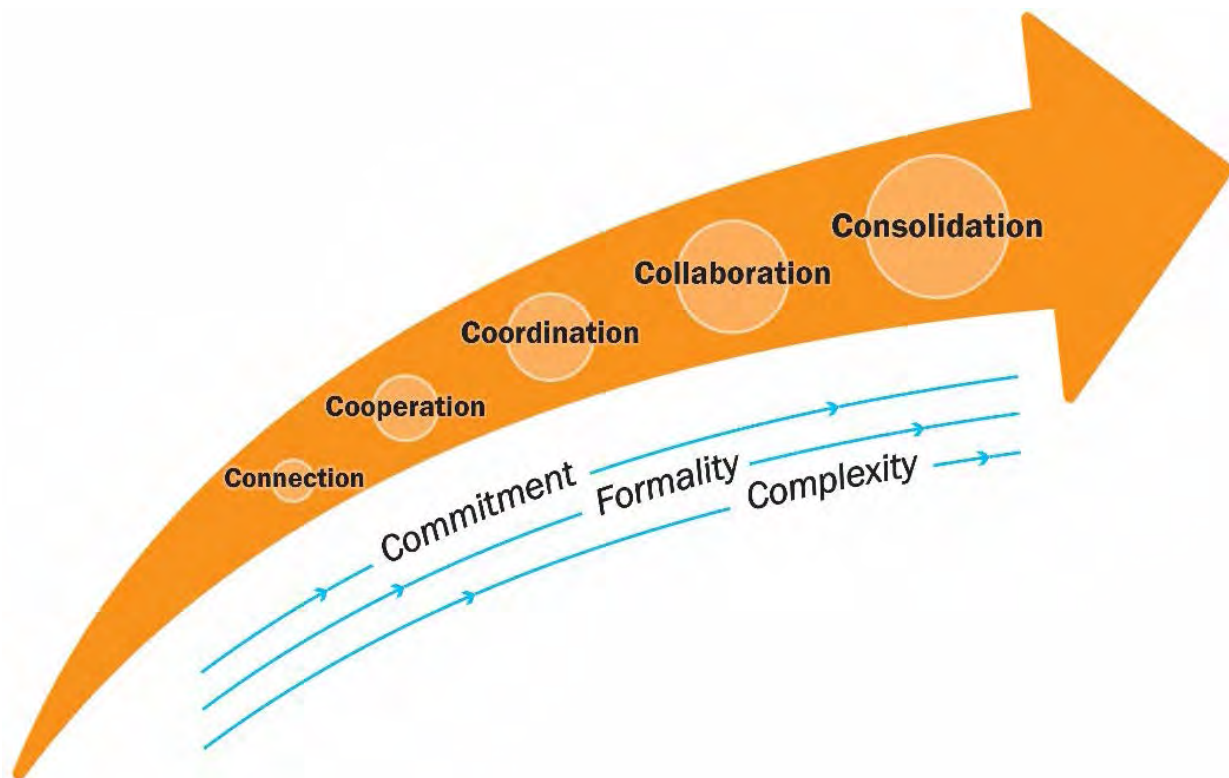 Consolidation
Collaboration
Coordination
Cooperation
Connection
Commitment
Formality
Complexity